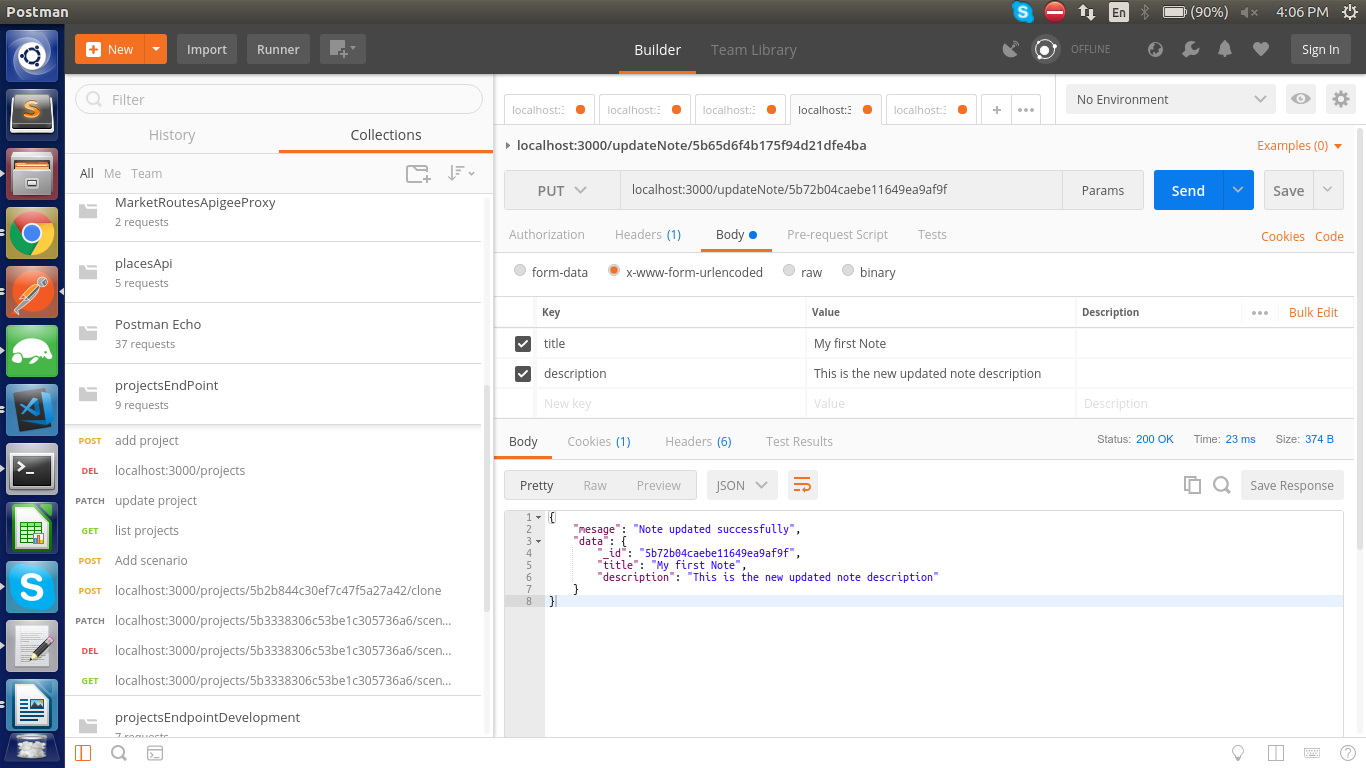 Postman
En
(90%)
4:06 PM
New
Import
Runner
Builder
Team Library
OFFLINE
Sign In
Filter
History
Collections
All Me Team
MarketRoutesApigeeProxy
2 requests
placesApi
5 requests
Postman Echo
37 requests
projectsEndPoint
9 requests
POST add project
DEL localhost:3000/projects
PATCH update project
GET list projects
POST Add scenario
POST localhost:3000/projects/5b2b844c30ef7c47f5a27a42/clone
PATCH localhost:3000/projects/5b3338306c53be1c305736a6/scen...
DEL localhost:3000/projects/5b3338306c53be1c305736a6/scen...
GET localhost:3000/projects/5b3338306c53be1c305736a6/scen...
projectsEndpointDevelopment
7 requests
localhost:3 localhost:3 localhost:3 localhost:3 localhost:3 + •••
No Environment
localhost:3000/updateNote/5b65d6f4b175f94d21dfe4ba
Examples (0)
PUT localhost:3000/updateNote/5b72b04caebe11649ea9af9f Params Send Save
Authorization Headers (1) Body Pre-request Script Tests
Cookies Code
form-data x-www-form-urlencoded raw binary
Key Value Description ••• Bulk Edit
title My first Note
description This is the new updated note description
New key Value Description
Body Cookies (1) Headers (6) Test Results
Status: 200 OK Time: 23 ms Size: 374 B
Pretty Raw Preview JSON Save Response
1 {
2 "mesage": "Note updated successfully",
3 "data": {
4 "_id": "5b72b04caebe11649ea9af9f",
5 "title": "My first Note",
6 "description": "This is the new updated note description"
7 }
8 }